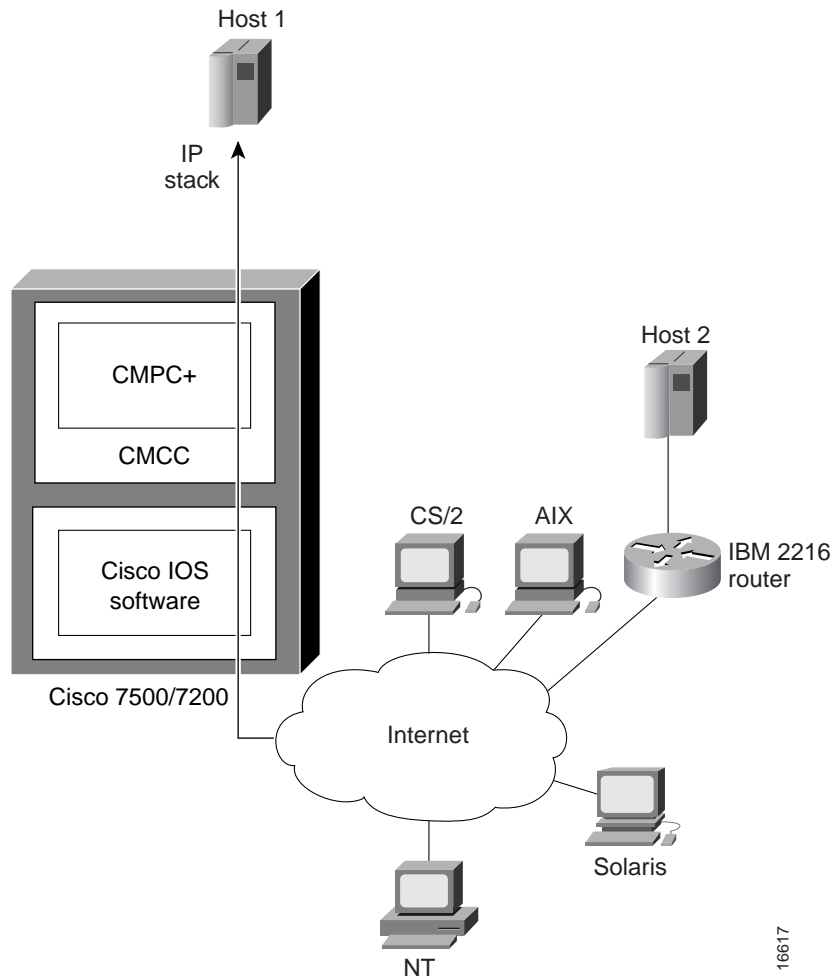 Host 1
IP
stack
Host 2
CMPC+
CMCC
CS/2
AIX
IBM 2216
router
Cisco IOS
software
Cisco 7500/7200
Internet
Solaris
NT
16617